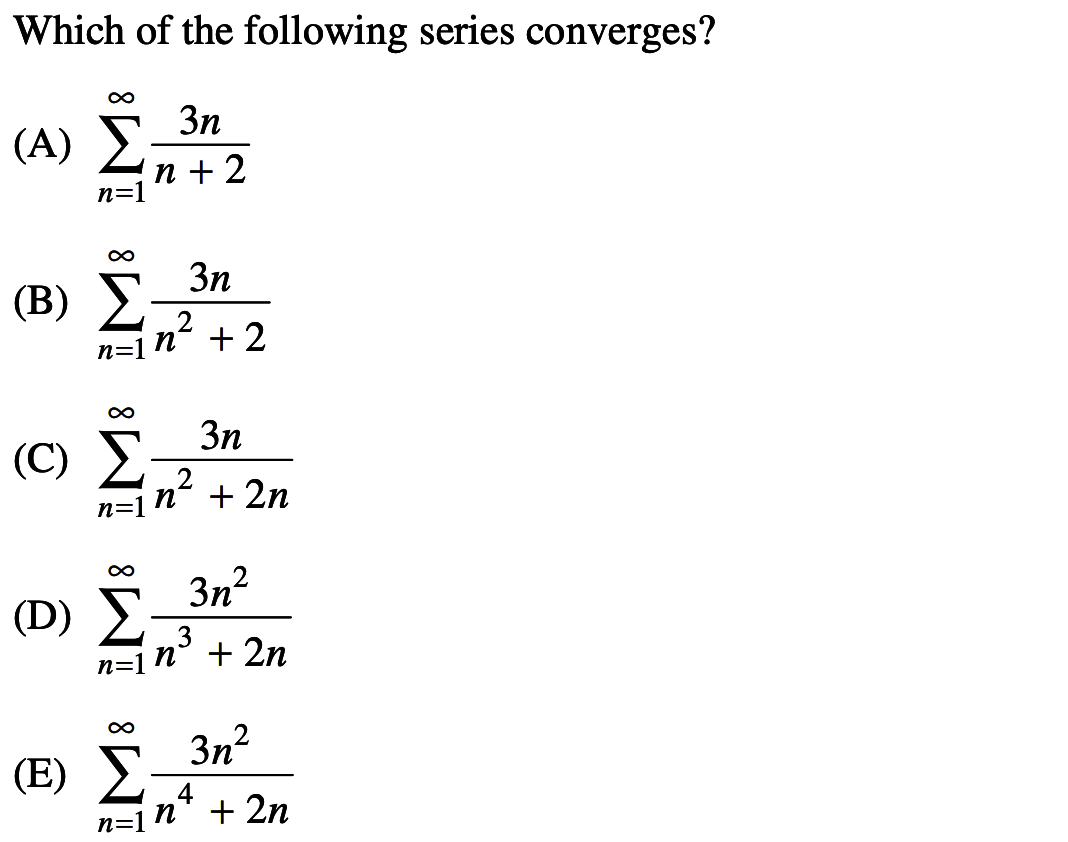 Which of the following series converges?
(A) $\sum_{n=1}^{\infty} \frac{3n}{n+2}$
(B) $\sum_{n=1}^{\infty} \frac{3n}{n^2+2}$
(C) $\sum_{n=1}^{\infty} \frac{3n}{n^2+2n}$
(D) $\sum_{n=1}^{\infty} \frac{3n^2}{n^3+2n}$
(E) $\sum_{n=1}^{\infty} \frac{3n^2}{n^4+2n}$